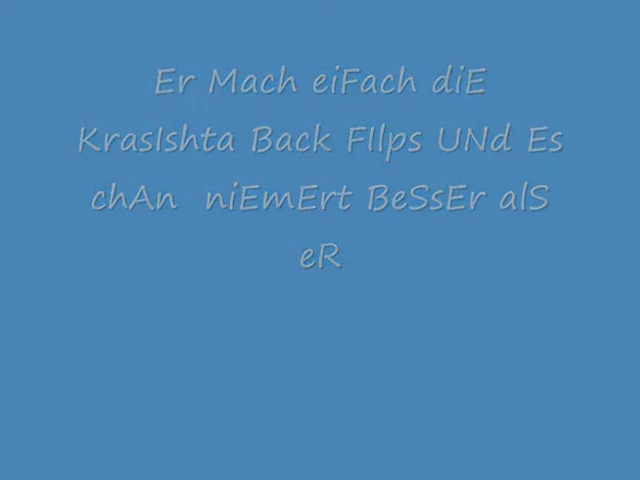 Er Mach eiFach diE
KrasIshta Back FIlps UNd Es
chAn niEmErt BeSsEr alS
eR